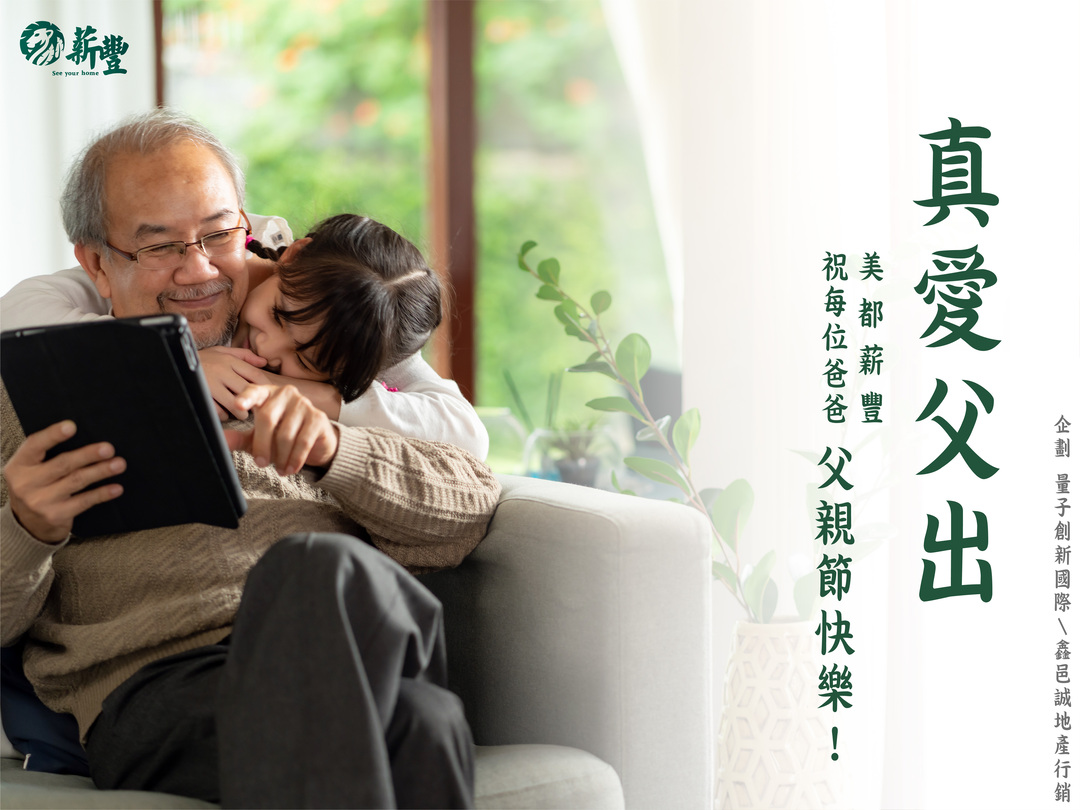 薪豐
See your home
真愛父出
美都薪豐
祝每位爸爸 父親節快樂！
企劃 量子創新國際\鑫邑誠地產行銷